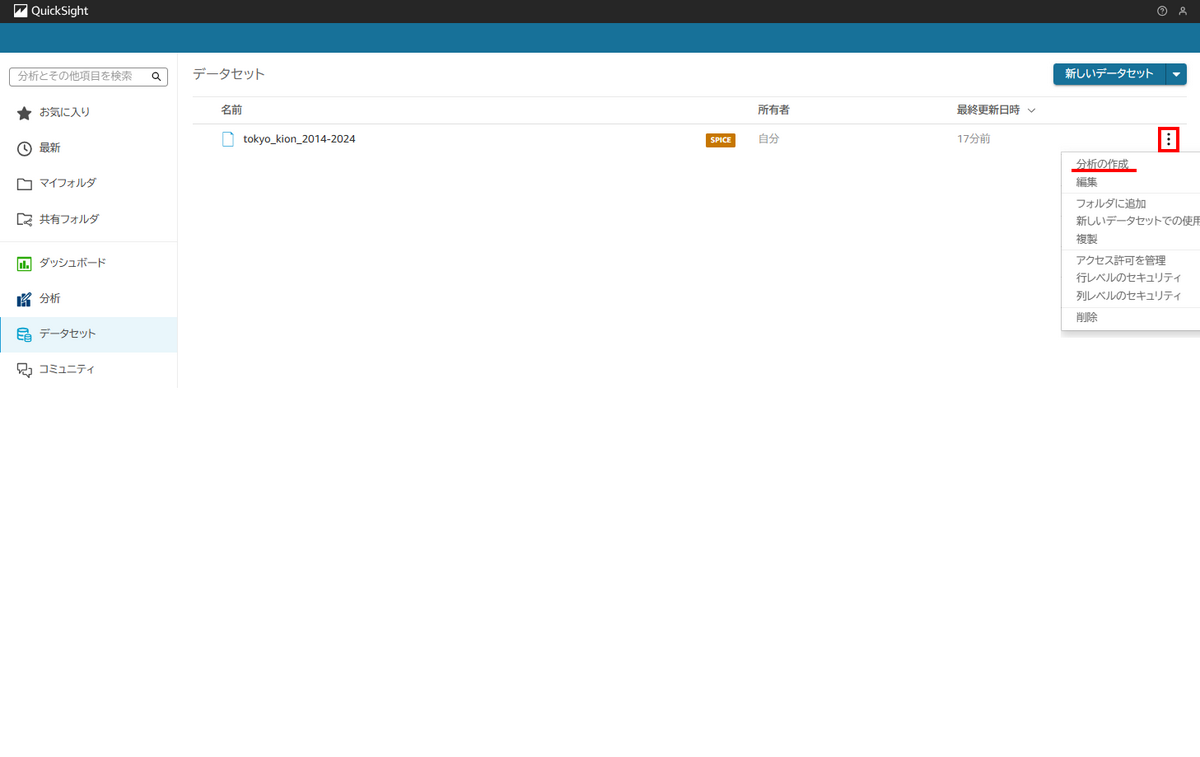 QuickSight
分析とその他項目を検索
お気に入り
最新
マイフォルダ
共有フォルダ
ダッシュボード
分析
データセット
コミュニティ
データセット
新しいデータセット
名前 所有者 最終更新日時
tokyo_kion_2014-2024 SPICE 自分 17分前
分析の作成
編集
フォルダに追加
新しいデータセットでの使用
複製
アクセス許可を管理
行レベルのセキュリティ
列レベルのセキュリティ
削除